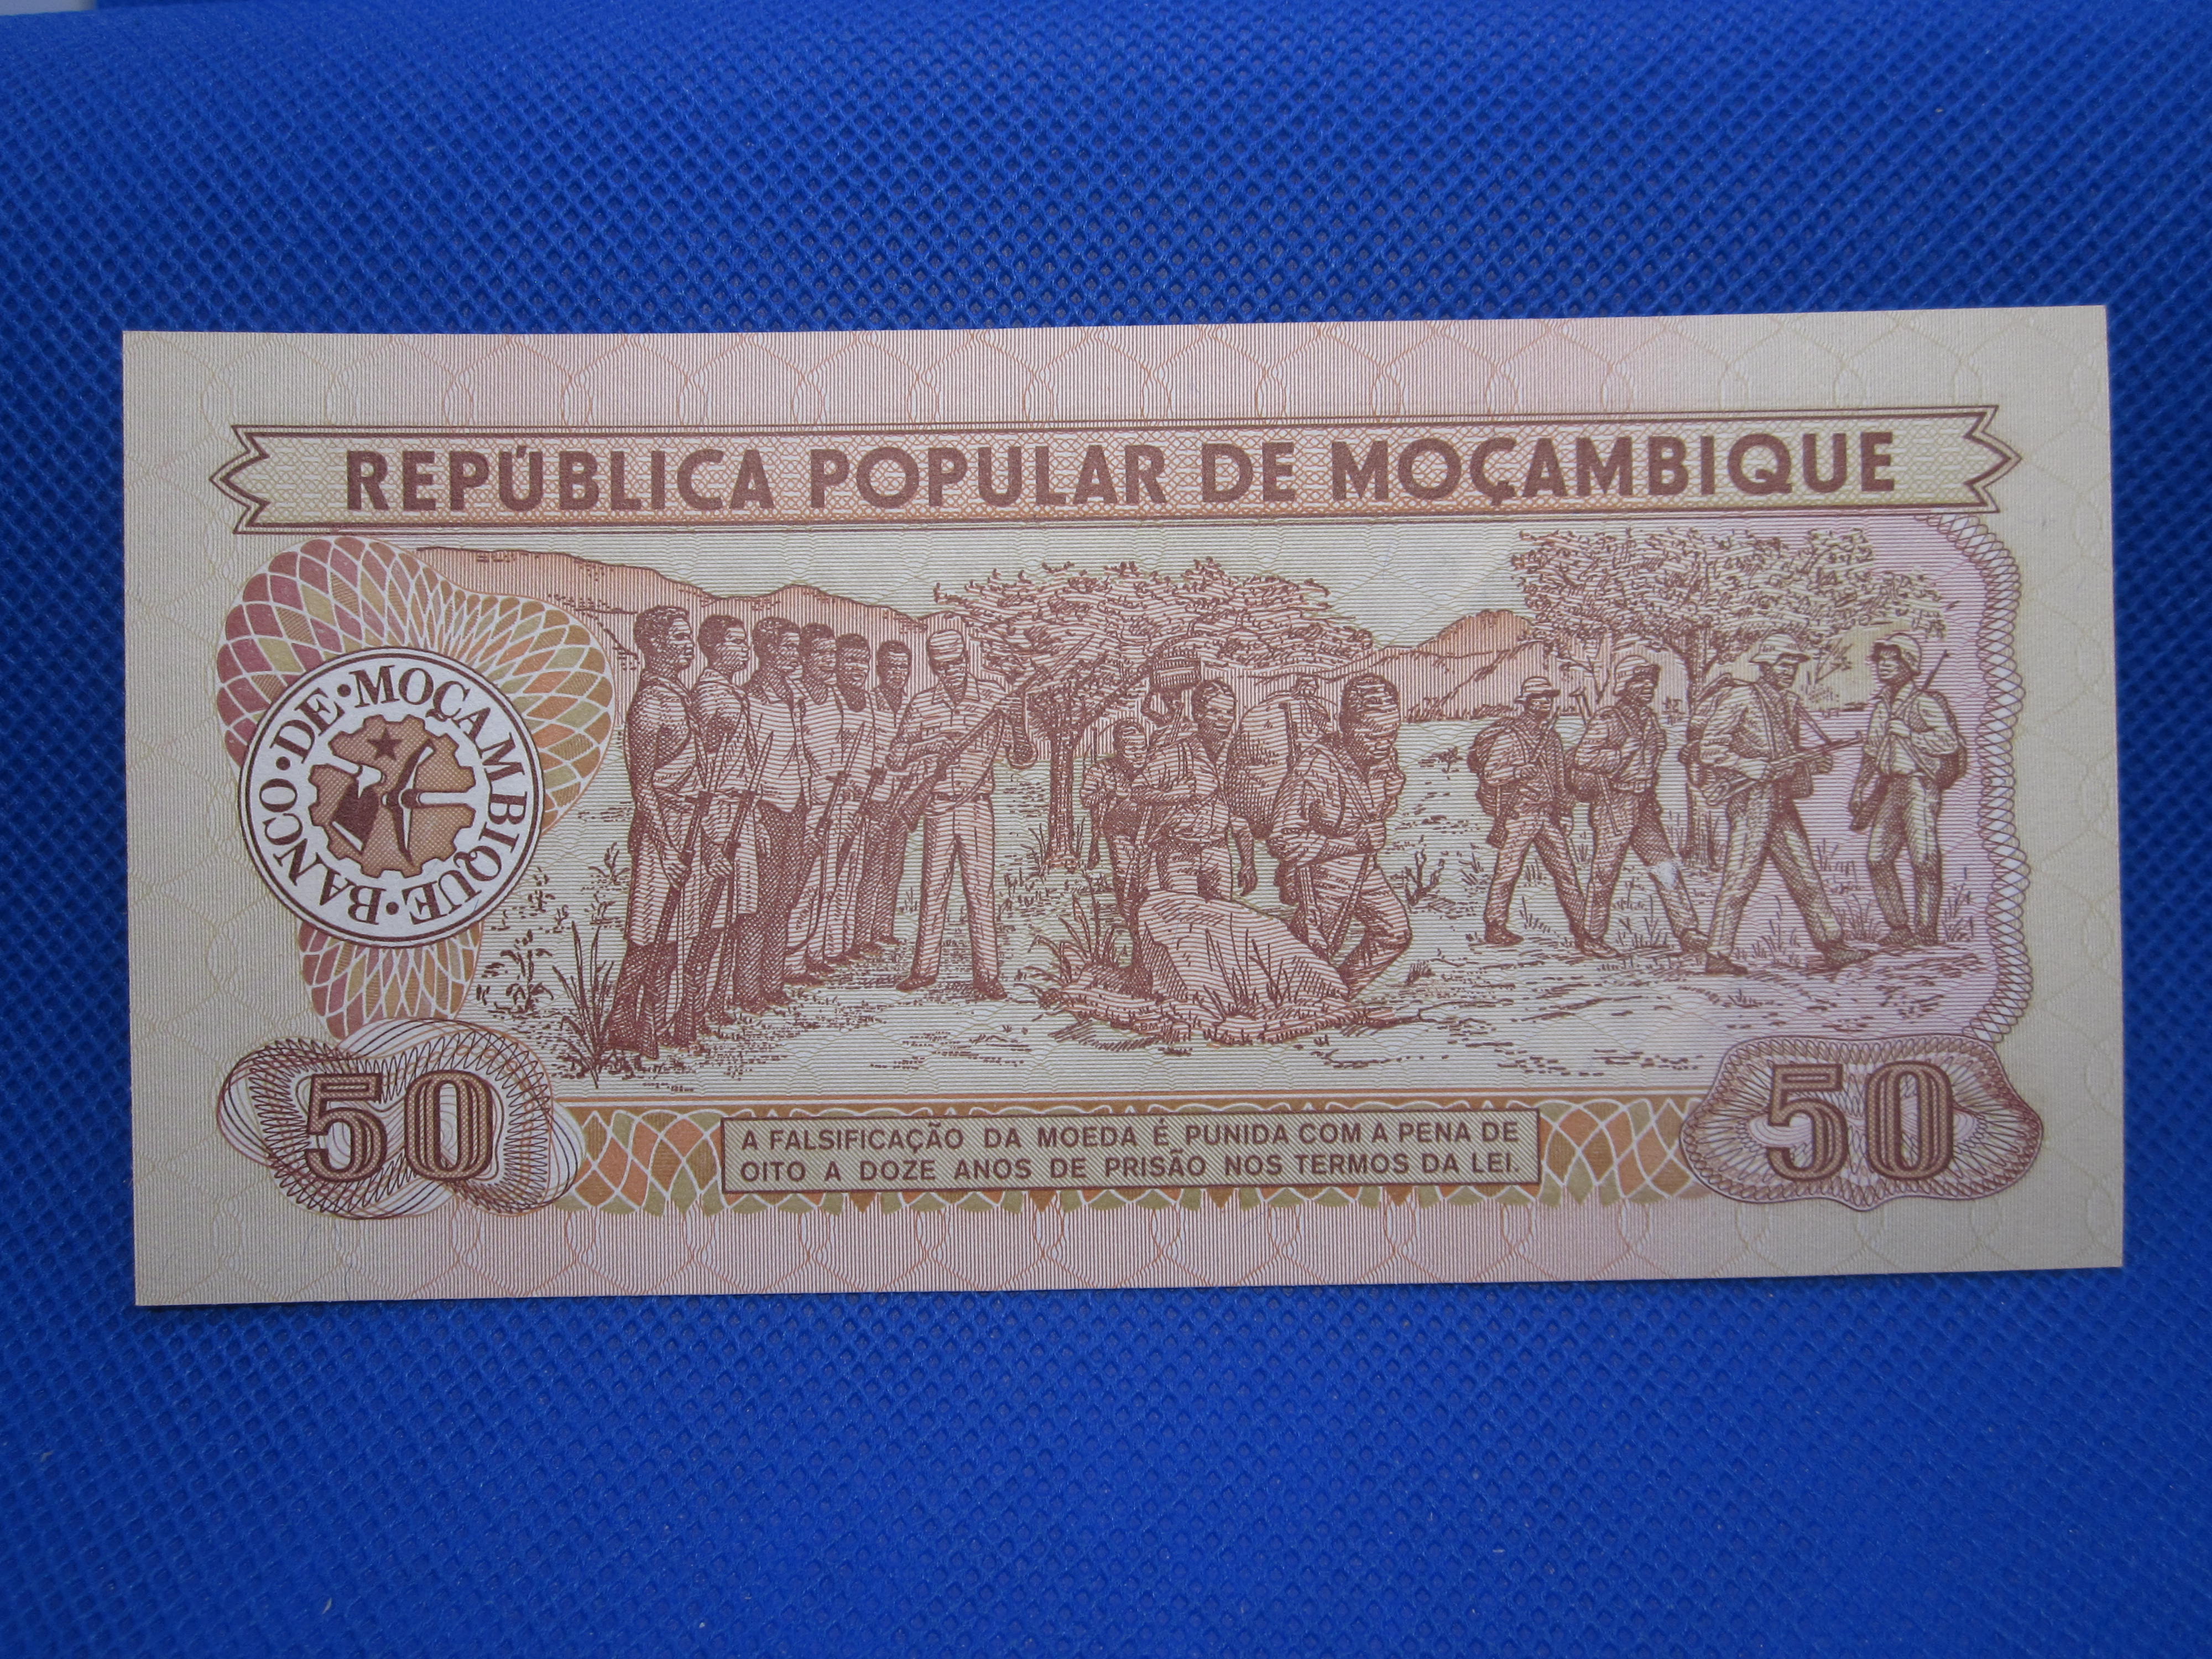 REPÚBLICA POPULAR DE MOÇAMBIQUE
BANCO·DE·MOÇAMBIQUE·
50
A FALSIFICAÇÃO DA MOEDA É PUNIDA COM A PENA DE
OITO A DOZE ANOS DE PRISÃO NOS TERMOS DA LEI.
50